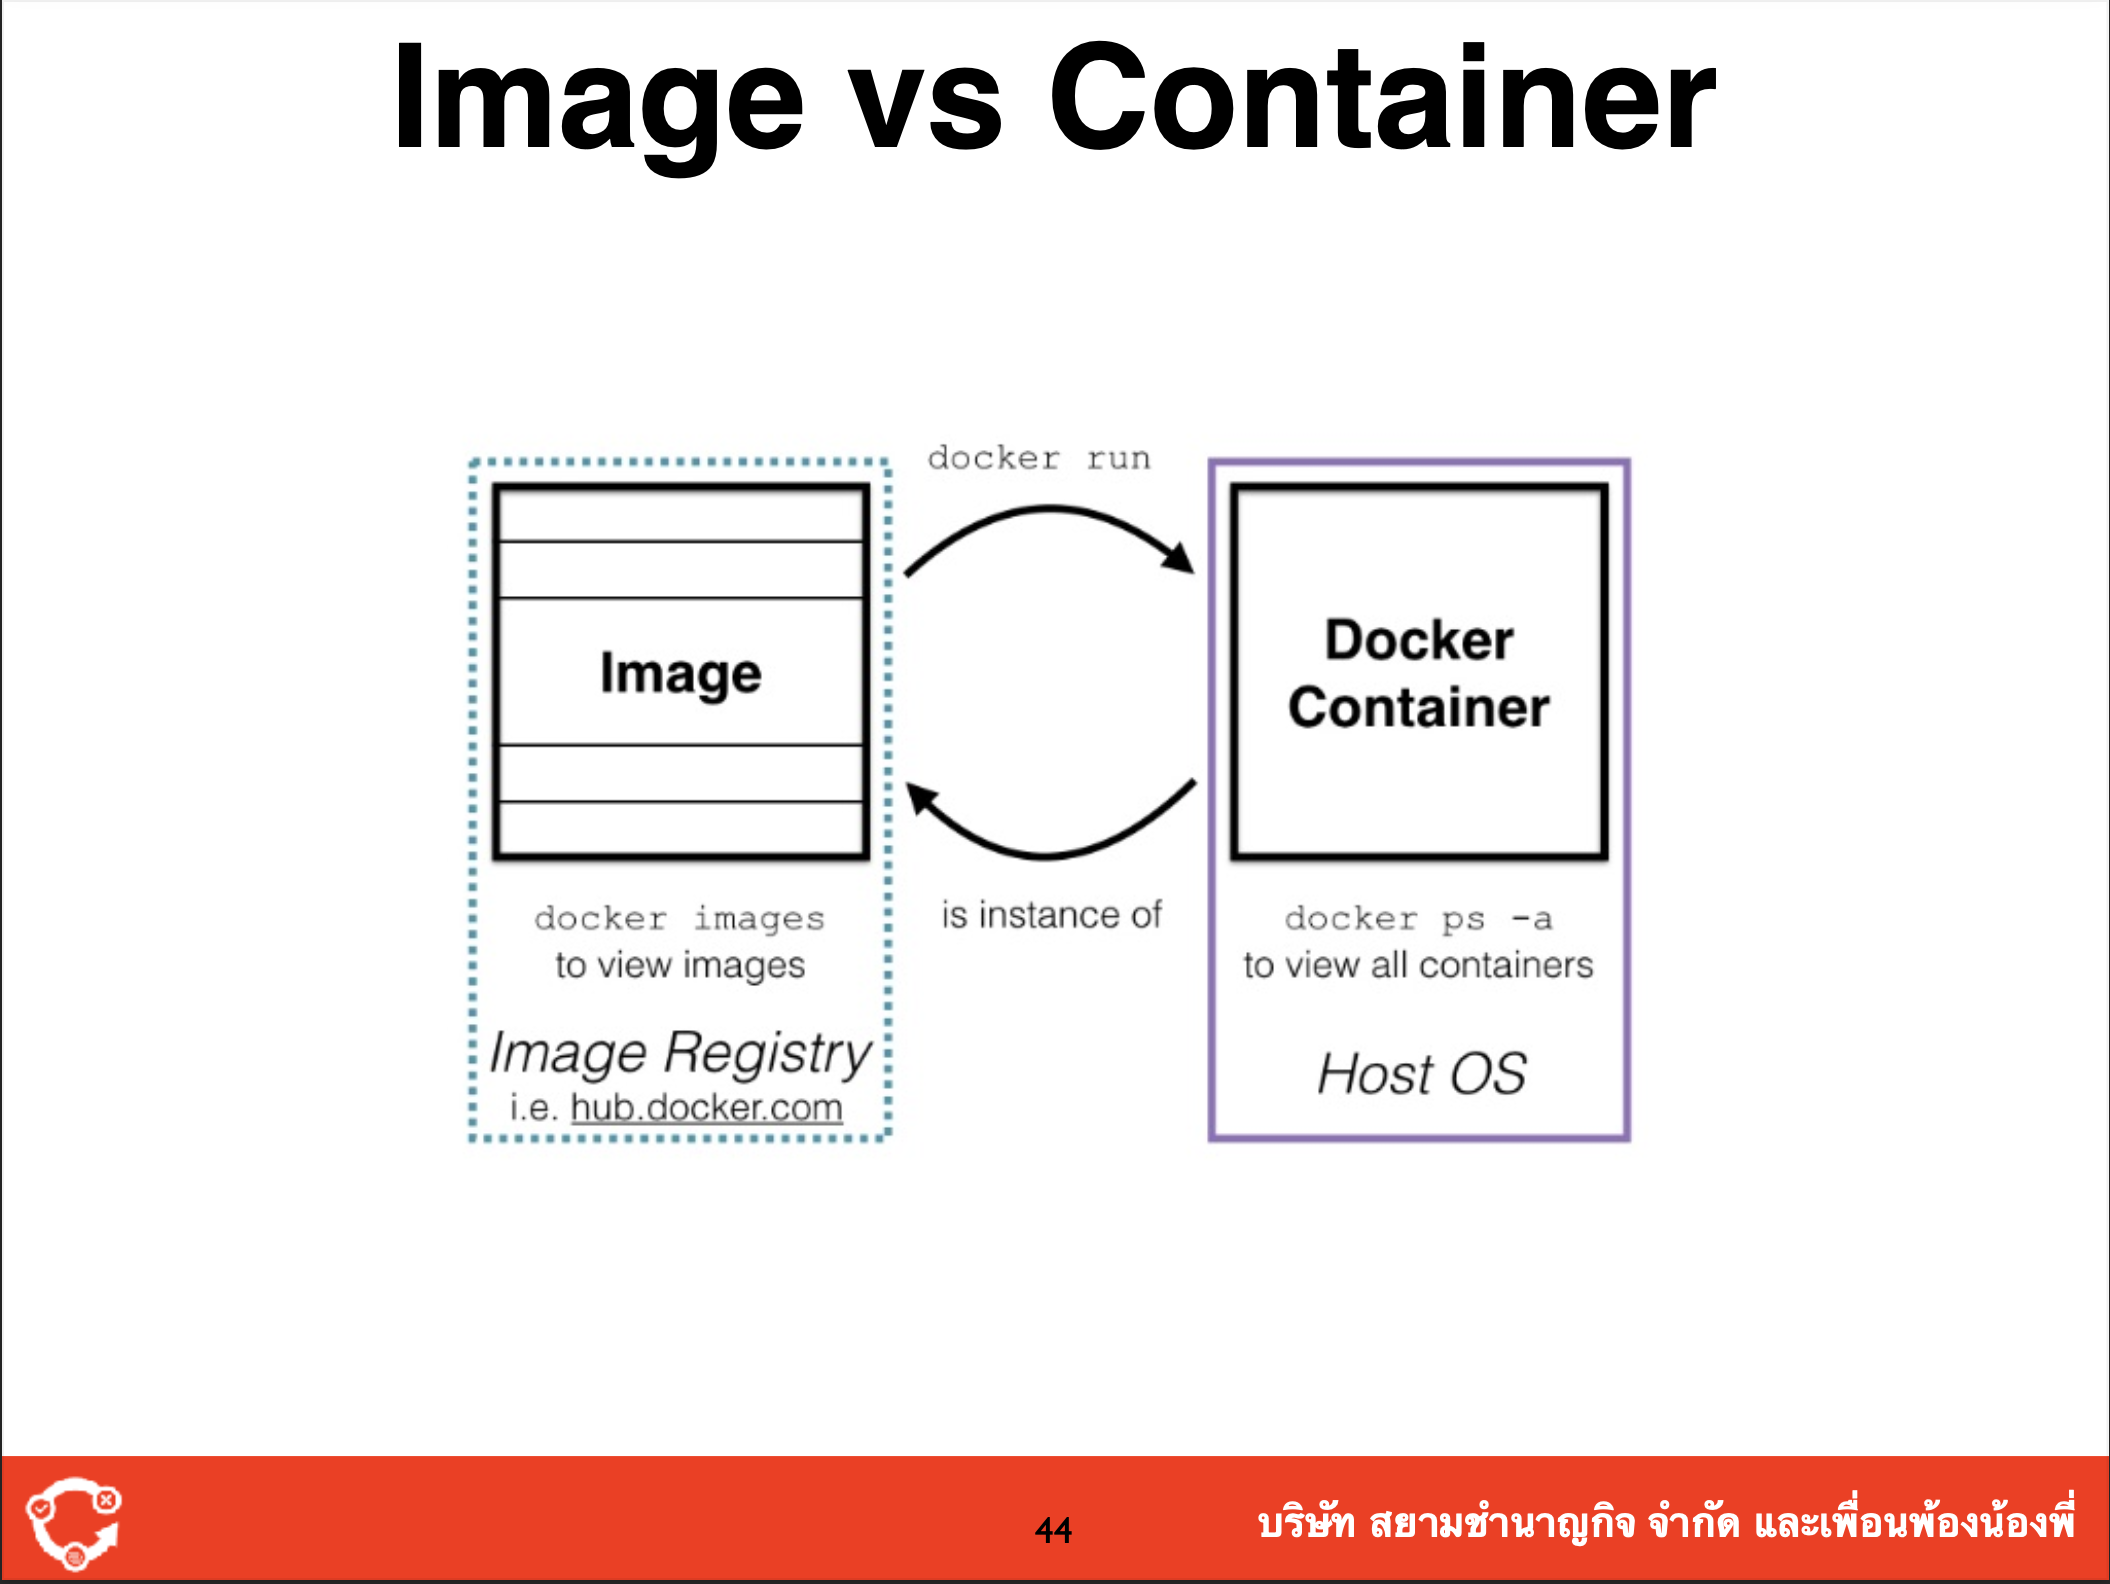 Image vs Container
docker run
Image
Docker
Container
docker images
to view images
is instance of
docker ps -a
to view all containers
Image Registry
i.e. hub.docker.com
Host OS
44
บริษัท สยามชำนาญกิจ จำกัด และเพื่อนพ้องน้องพี่